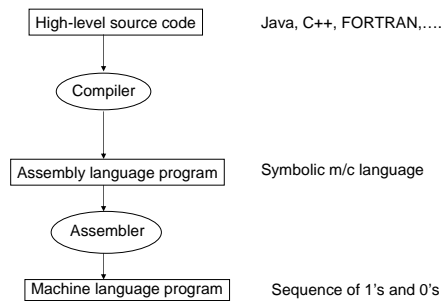 High-level source code Java, C++, FORTRAN,….
Compiler
Assembly language program Symbolic m/c language
Assembler
Machine language program Sequence of 1's and 0's